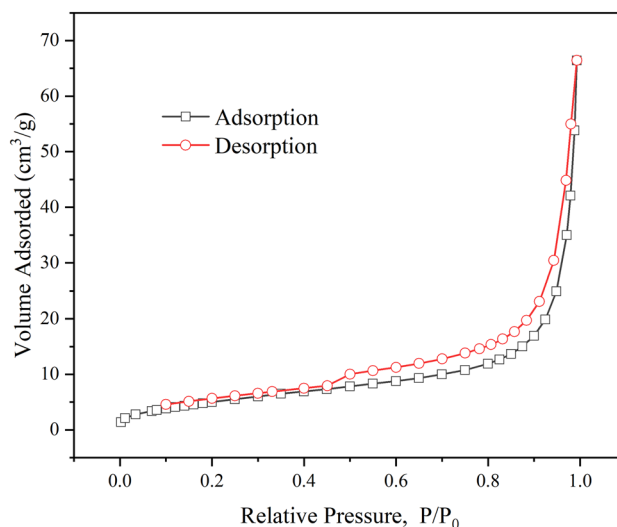 70
60
50
40
30
20
10
0
Volume Adsorded (cm³/g)
Adsorption
Desorption
0.0 0.2 0.4 0.6 0.8 1.0
Relative Pressure, P/P₀